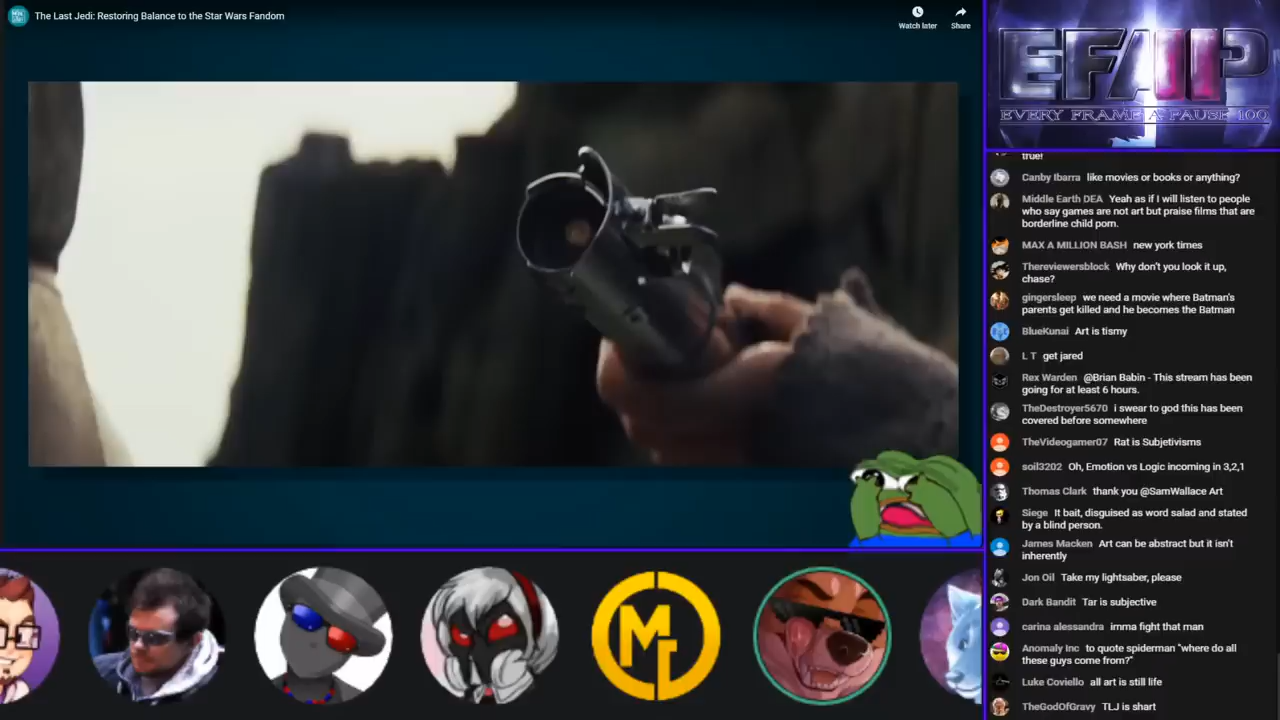 The Last Jedi: Restoring Balance to the Star Wars Fandom
Watch later
Share
EFAP
EVERY FRAME A PAUSE 100
true!
Canby Ibarra like movies or books or anything?
Middle Earth DEA Yeah as if I will listen to people
who say games are not art but praise films that are
borderline child porn.
MAX A MILLION BASH new york times
Thereviewersblock Why don't you look it up,
chase?
gingersleep we need a movie where Batman's
parents get killed and he becomes the Batman
BlueKunai Art is tismy
L T get jared
Rex Warden @Brian Babin - This stream has been
going for at least 6 hours.
TheDestroyer5670 i swear to god this has been
covered before somewhere
TheVideogamer07 Rat is Subjetivisms
soil3202 Oh, Emotion vs Logic incoming in 3,2,1
Thomas Clark thank you @SamWallace Art
Siege It bait, disguised as word salad and stated
by a blind person.
James Macken Art can be abstract but it isn't
inherently
Jon Oil Take my lightsaber, please
Dark Bandit Tar is subjective
carina alessandra imma fight that man
Anomaly Inc to quote spiderman "where do all
these guys come from?"
Luke Coviello all art is still life
TheGodOfGravy TLJ is shart